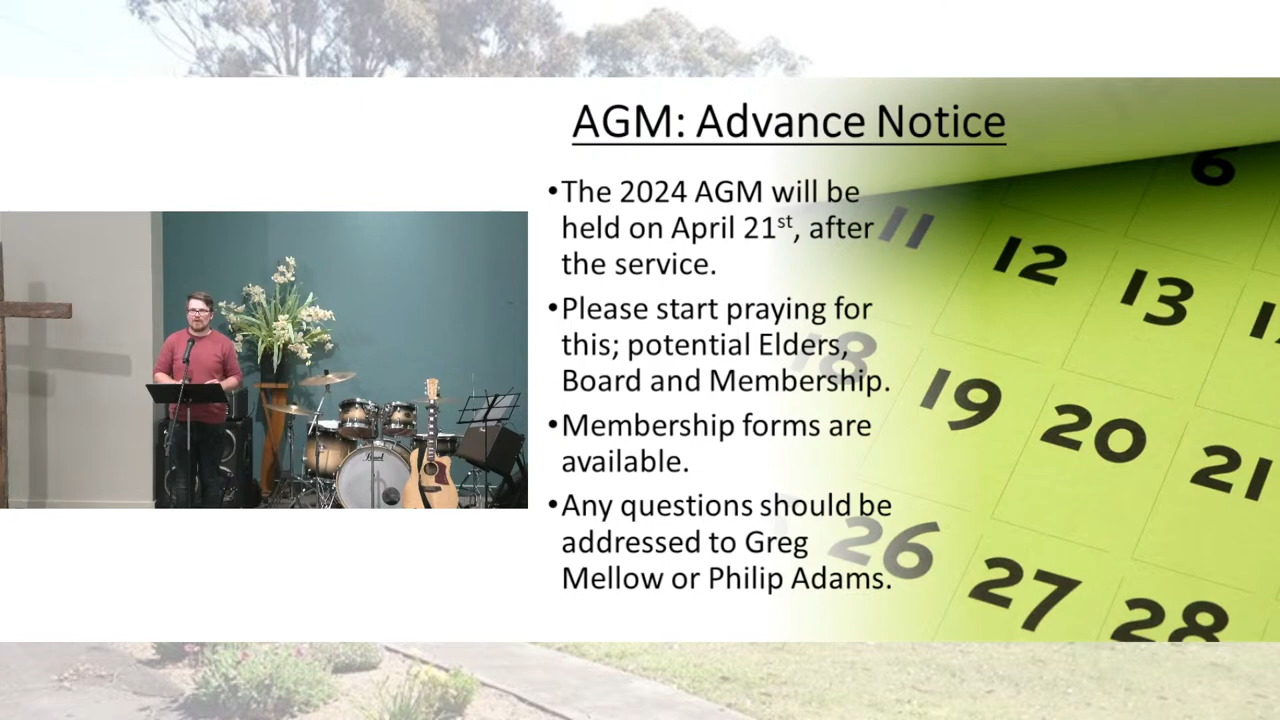 AGM: Advance Notice
•The 2024 AGM will be
held on April 21st, after
the service.
•Please start praying for
this; potential Elders,
Board and Membership.
•Membership forms are
available.
•Any questions should be
addressed to Greg
Mellow or Philip Adams.
6
11 12 13
18 19 20 21
26 27 28
Pearl